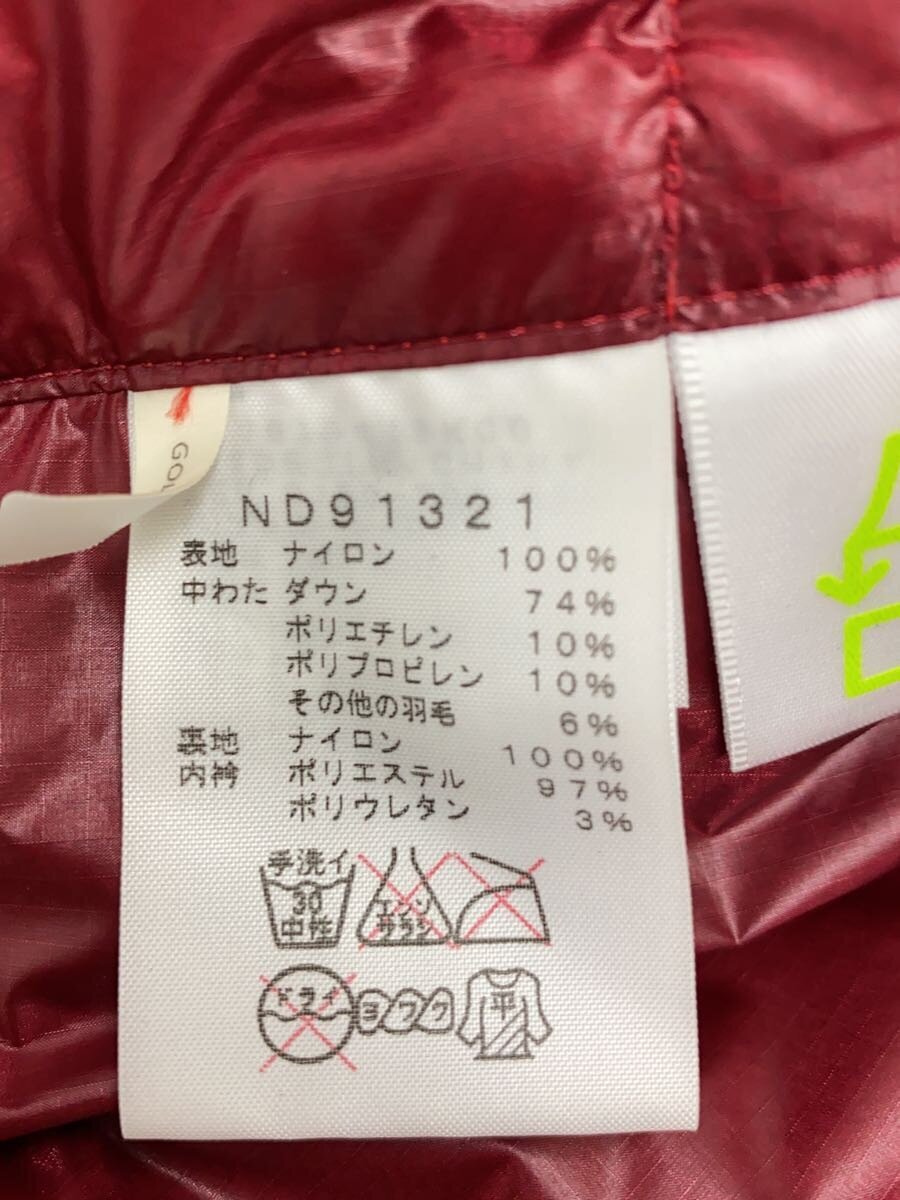 GOL
ND91321
表地 ナイロン 100%
中わた ダウン 74%
ポリエチレン 10%
ポリプロピレン 10%
その他の羽毛 6%
裏地 ナイロン 100%
内衿 ポリエステル 97%
ポリウレタン 3%
手洗イ
30
中性
エンソ
サラシ
ドライ
ヨワク
平